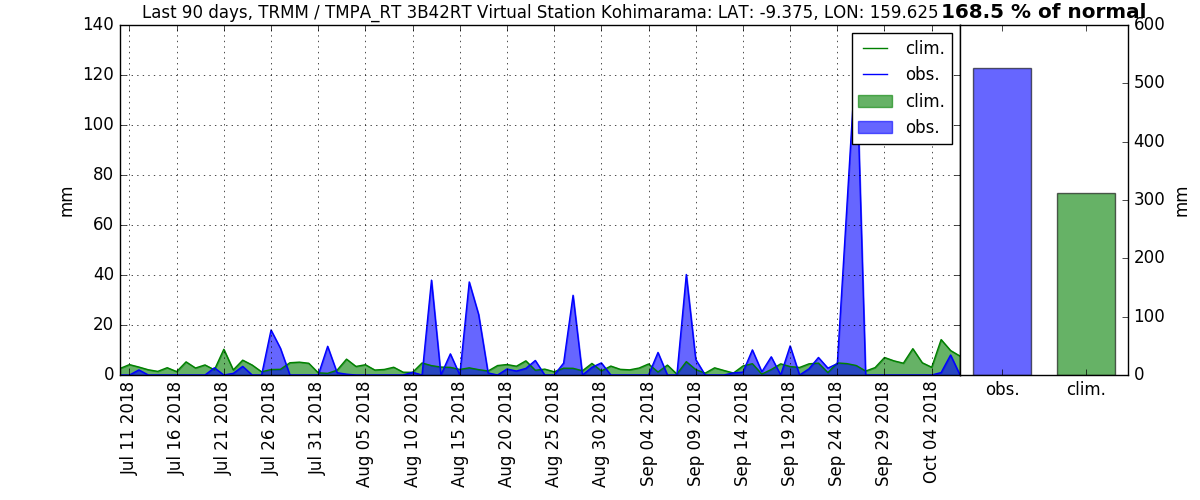 Last 90 days, TRMM / TMPA_RT 3B42RT Virtual Station Kohimarama: LAT: -9.375, LON: 159.625
168.5 % of normal
mm
140
120
100
80
60
40
20
0
clim.
obs.
clim.
obs.
Jul 11 2018
Jul 16 2018
Jul 21 2018
Jul 26 2018
Jul 31 2018
Aug 05 2018
Aug 10 2018
Aug 15 2018
Aug 20 2018
Aug 25 2018
Aug 30 2018
Sep 04 2018
Sep 09 2018
Sep 14 2018
Sep 19 2018
Sep 24 2018
Sep 29 2018
Oct 04 2018
600
500
400
300
200
100
0
mm
obs.
clim.